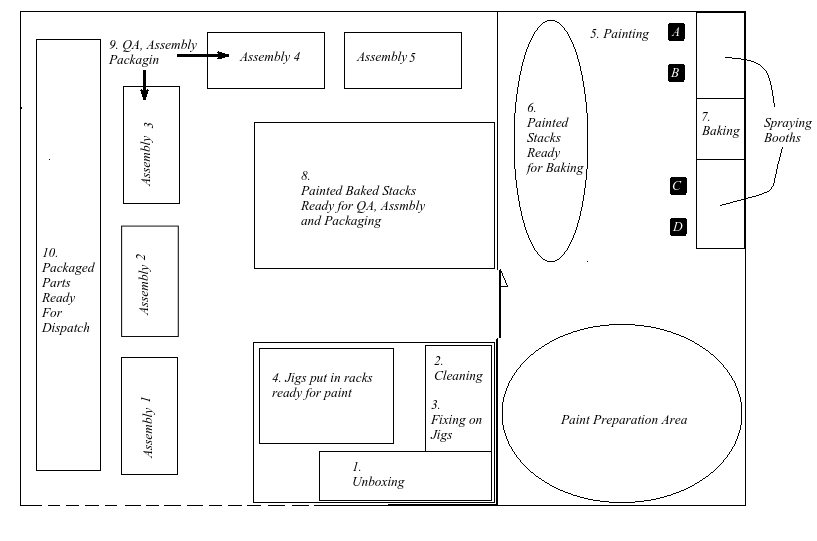 9. QA, Assembly
Packagin
Assembly 4
Assembly 5
5. Painting
A
B
6.
Painted
Stacks
Ready
for Baking
7.
Baking
Spraying
Booths
Assembly 3
8.
Painted Baked Stacks
Ready for QA, Assmbly
and Packaging
C
D
10.
Packaged
Parts
Ready
For
Dispatch
Assembly 2
2.
Cleaning
3.
Fixing on
Jigs
4. Jigs put in racks
ready for paint
Assembly 1
1.
Unboxing
Paint Preparation Area